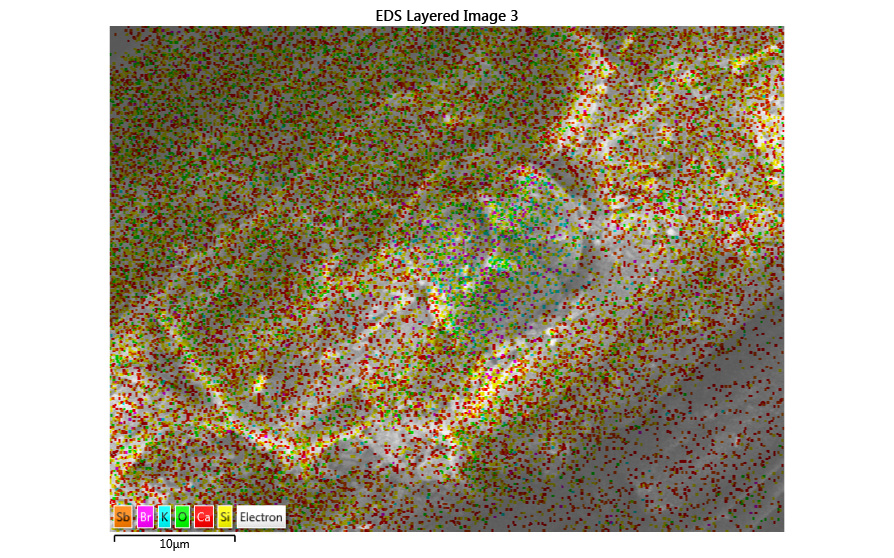 EDS Layered Image 3
Sb Br K O Ca Si Electron
10µm